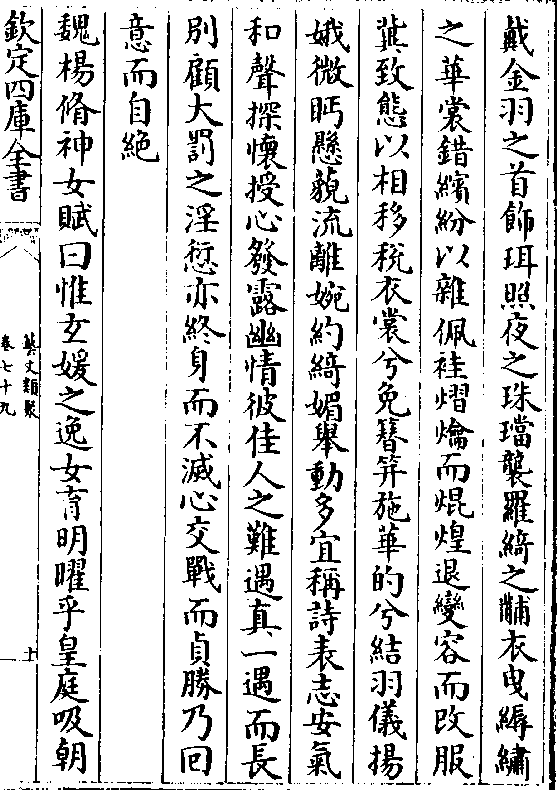 戴金羽之首飾珥照夜之珠璫襲羅綺之黼衣曳縟繡
之華裳錯繽紛以雜佩袿熠爚而焜煌退變容而改服
兾致態以相移稅衣裳兮免簪笄施華的兮結羽儀揚
娥微眄懸藐流離婉約綺媚舉動多宜稱詩表志安氣
和聲探懷授心發露幽情彼佳人之難遇真一遇而長
別顧大罰之淫愆亦終身而不滅心交戰而貞勝乃回
意而自絶
魏楊脩神女賦曰惟玄媛之逸女育明曜乎皇庭吸朝
欽定四庫全書
藝文類聚
卷七十九
十